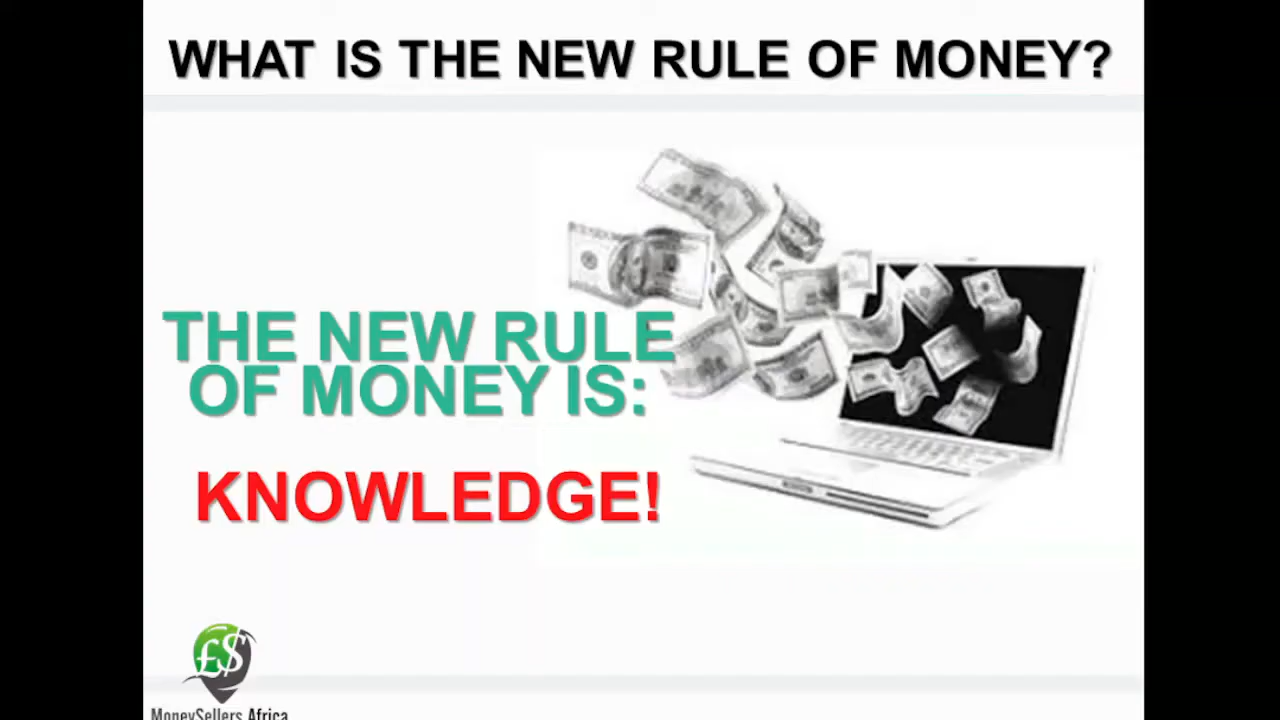 WHAT IS THE NEW RULE OF MONEY?
THE NEW RULE
OF MONEY IS:
KNOWLEDGE!
£$
MoneySellers Africa